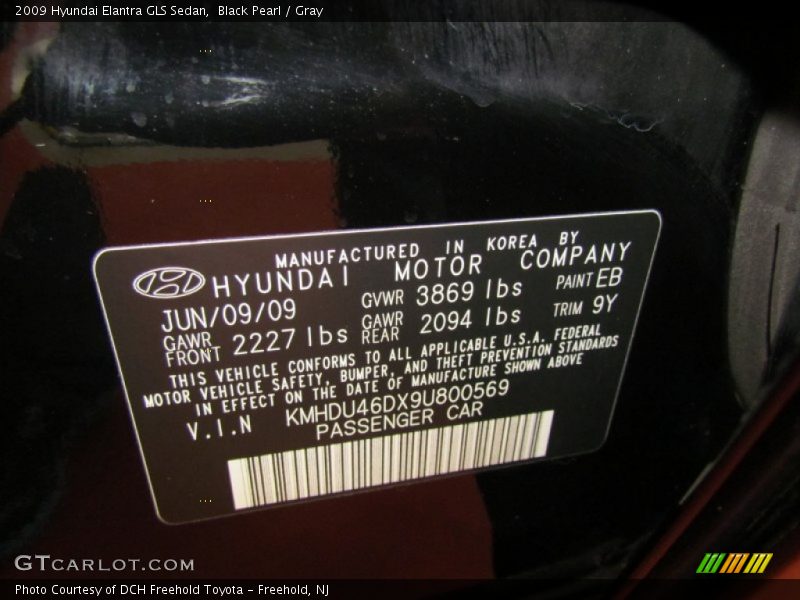 2009 Hyundai Elantra GLS Sedan, Black Pearl / Gray
MANUFACTURED IN KOREA BY
HYUNDAI MOTOR COMPANY
JUN/09/09 GVWR 3869 lbs PAINT EB
GAWR FRONT 2227 lbs GAWR REAR 2094 lbs TRIM 9Y
THIS VEHICLE CONFORMS TO ALL APPLICABLE U.S.A. FEDERAL
MOTOR VEHICLE SAFETY, BUMPER, AND THEFT PREVENTION STANDARDS
IN EFFECT ON THE DATE OF MANUFACTURE SHOWN ABOVE
V.I.N KMHDU46DX9U800569
PASSENGER CAR
GTCARLOT.COM
Photo Courtesy of DCH Freehold Toyota - Freehold, NJ